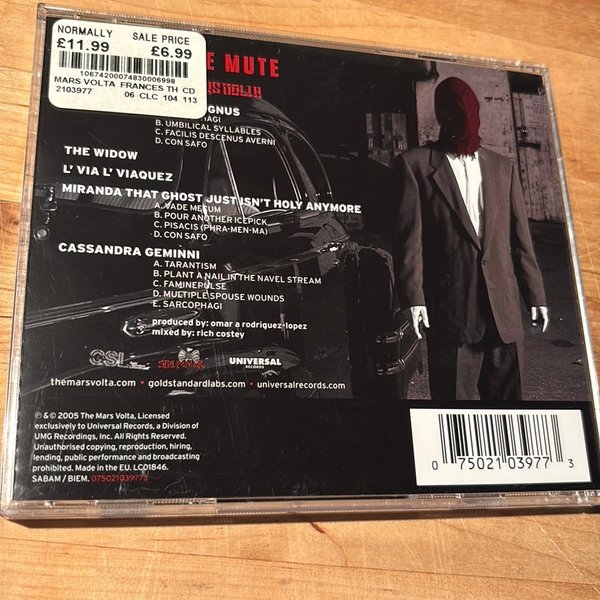 NORMALLY SALE PRICE
£11.99 £6.99
10674200074830006998
MARS VOLTA FRANCES TH CD
2103977 06 CLC 104 113
E MUTE
GNUS
B. UMBILICAL SYLLABLES
C. FACILIS DESCENUS AVERNI
D. CON SAFO
THE WIDOW
L' VIA L' VIAQUEZ
MIRANDA THAT GHOST JUST ISN'T HOLY ANYMORE
A. VADE MECUM
B. POUR ANOTHER ICEPICK
C. PISACIS (PHRA-MEN-MA)
D. CON SAFO
CASSANDRA GEMINNI
A. TARANTISM
B. PLANT A NAIL IN THE NAVEL STREAM
C. FAMINEPULSE
D. MULTIPLE SPOUSE WOUNDS
E. SARCOPHAGI
produced by: omar a rodriguez-lopez
mixed by: rich costey
GSL UNIVERSAL
RECORDS
themarsvolta.com • goldstandardlabs.com • universalrecords.com
℗ & © 2005 The Mars Volta, Licensed
exclusively to Universal Records, a Division of
UMG Recordings, Inc. All Rights Reserved.
Unauthorised copying, reproduction, hiring,
lending, public performance and broadcasting
prohibited. Made in the EU. LC01846.
SABAM / BIEM. 075021039773
0 75021 03977 3